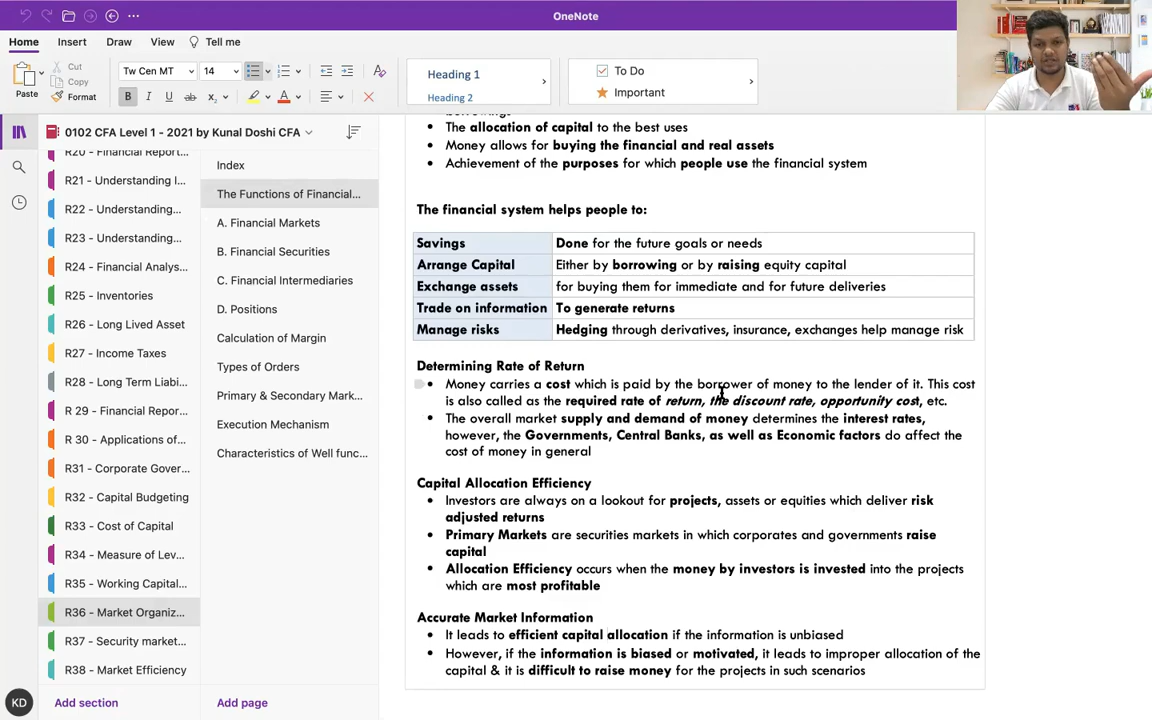 OneNote
Home Insert Draw View Tell me
Paste
Cut
Copy
Format
Tw Cen MT 14
B I U ab x₂ A
Heading 1
Heading 2
To Do
Important
0102 CFA Level 1 - 2021 by Kunal Doshi CFA
R20 - Financial Report...
R21 - Understanding I...
R22 - Understanding...
R23 - Understanding...
R24 - Financial Analys...
R25 - Inventories
R26 - Long Lived Asset
R27 - Income Taxes
R28 - Long Term Liabi...
R 29 - Financial Repor...
R 30 - Applications of...
R31 - Corporate Gover...
R32 - Capital Budgeting
R33 - Cost of Capital
R34 - Measure of Lev...
R35 - Working Capital...
R36 - Market Organiz...
R37 - Security market...
R38 - Market Efficiency
KD
Add section
Index
The Functions of Financial...
A. Financial Markets
B. Financial Securities
C. Financial Intermediaries
D. Positions
Calculation of Margin
Types of Orders
Primary & Secondary Mark...
Execution Mechanism
Characteristics of Well func...
Add page
borrowings
• The allocation of capital to the best uses
• Money allows for buying the financial and real assets
• Achievement of the purposes for which people use the financial system
The financial system helps people to:
Savings Done for the future goals or needs
Arrange Capital Either by borrowing or by raising equity capital
Exchange assets for buying them for immediate and for future deliveries
Trade on information To generate returns
Manage risks Hedging through derivatives, insurance, exchanges help manage risk
Determining Rate of Return
• Money carries a cost which is paid by the borrower of money to the lender of it. This cost
is also called as the required rate of return, the discount rate, opportunity cost, etc.
• The overall market supply and demand of money determines the interest rates,
however, the Governments, Central Banks, as well as Economic factors do affect the
cost of money in general
Capital Allocation Efficiency
• Investors are always on a lookout for projects, assets or equities which deliver risk
adjusted returns
• Primary Markets are securities markets in which corporates and governments raise
capital
• Allocation Efficiency occurs when the money by investors is invested into the projects
which are most profitable
Accurate Market Information
• It leads to efficient capital allocation if the information is unbiased
• However, if the information is biased or motivated, it leads to improper allocation of the
capital & it is difficult to raise money for the projects in such scenarios